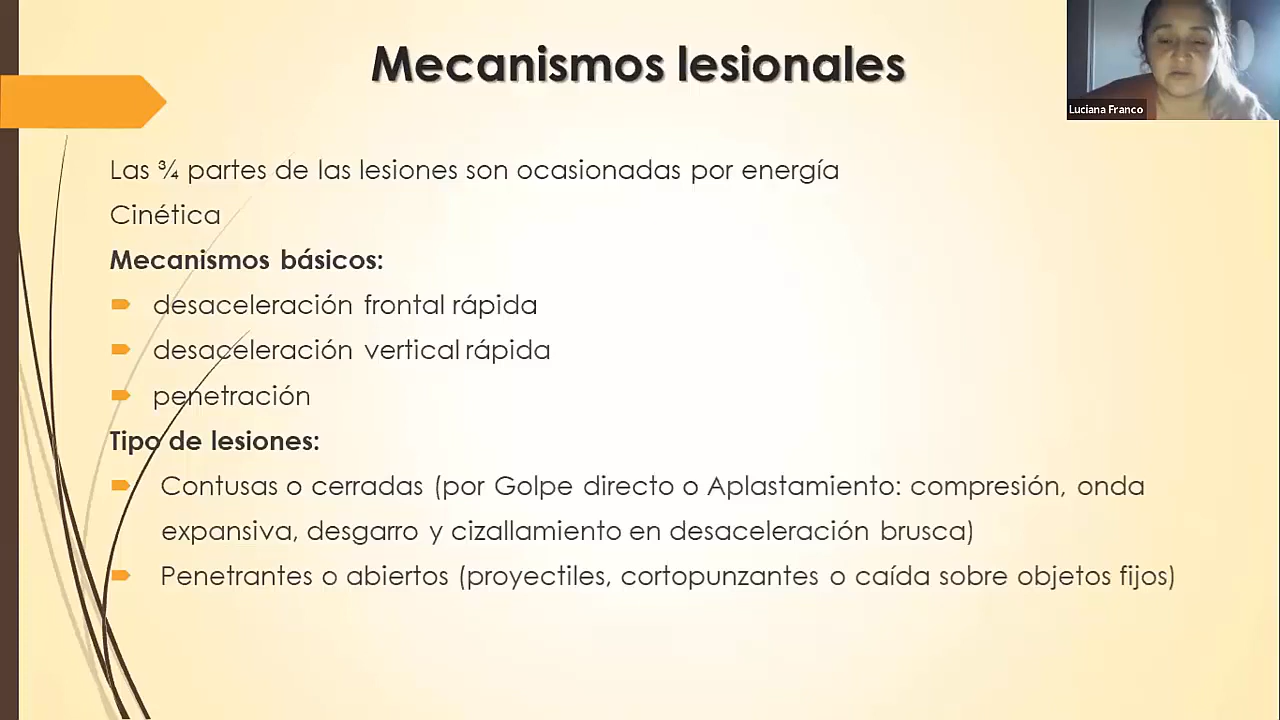 Mecanismos lesionales
Luciana Franco
Las ¾ partes de las lesiones son ocasionadas por energía
Cinética
Mecanismos básicos:
desaceleración frontal rápida
desaceleración vertical rápida
penetración
Tipo de lesiones:
Contusas o cerradas (por Golpe directo o Aplastamiento: compresión, onda
expansiva, desgarro y cizallamiento en desaceleración brusca)
Penetrantes o abiertos (proyectiles, cortopunzantes o caída sobre objetos fijos)